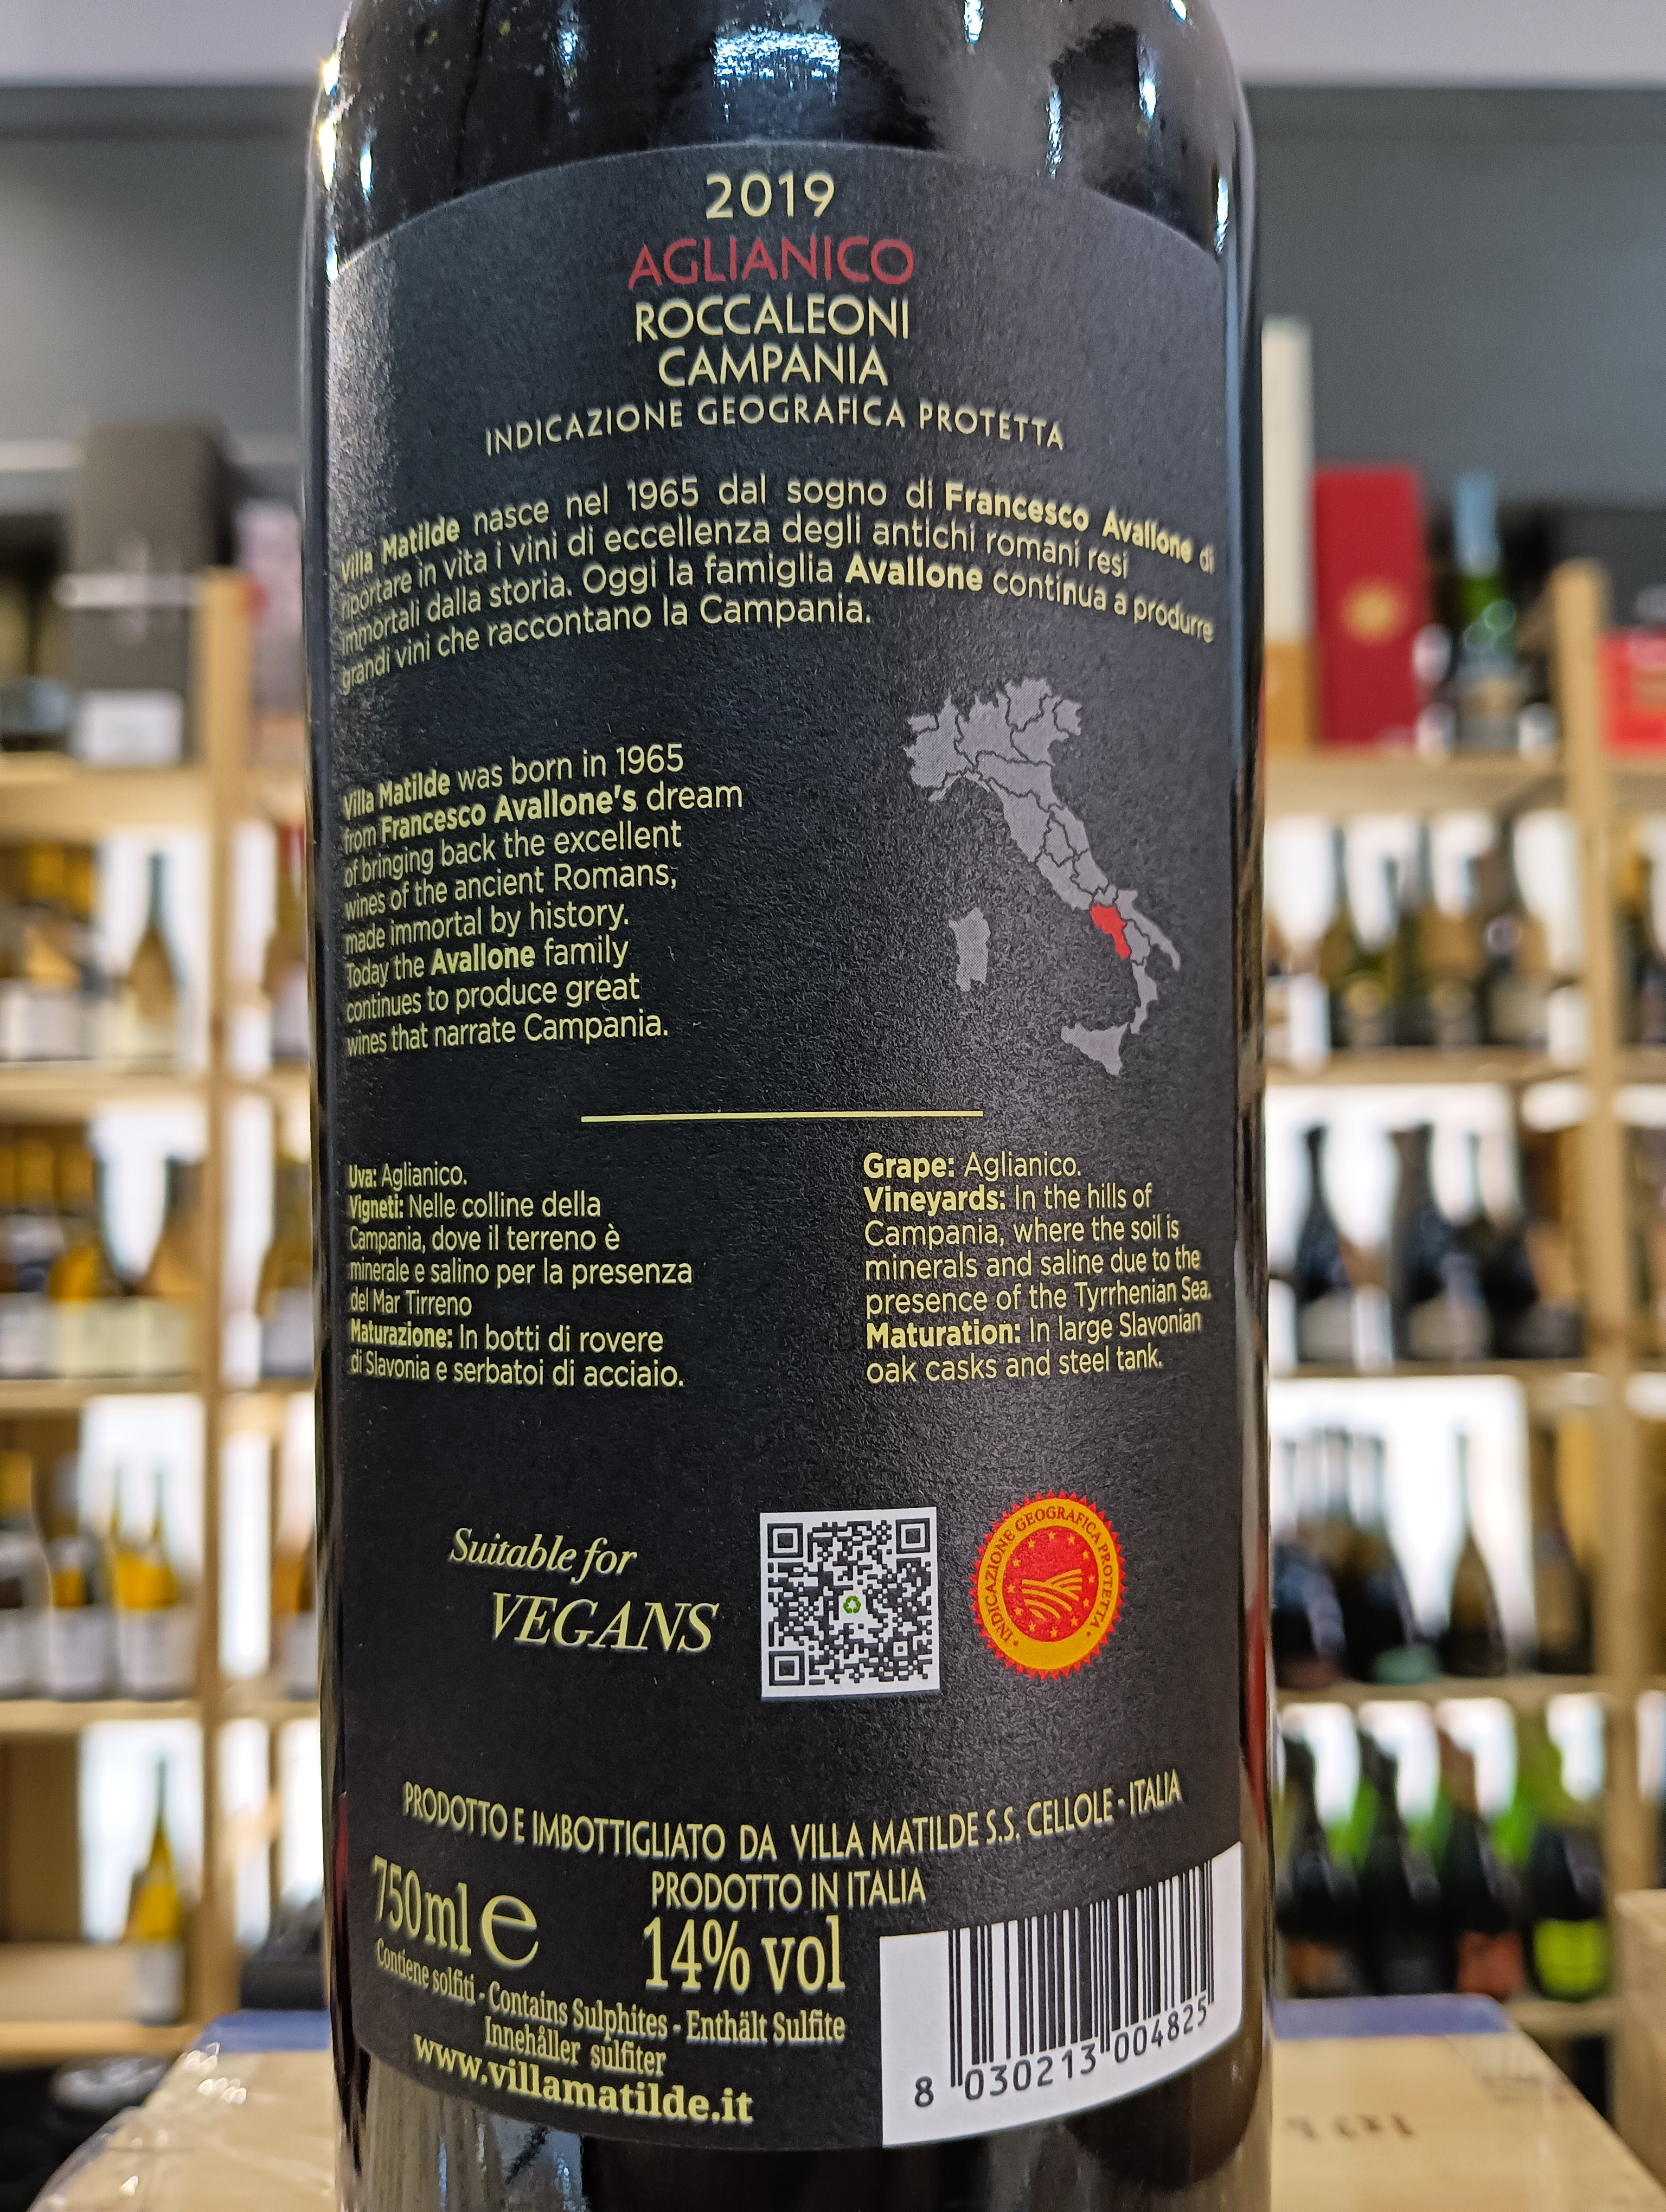 2019
AGLIANICO
ROCCALEONI
CAMPANIA
INDICAZIONE GEOGRAFICA PROTETTA
Villa Matilde nasce nel 1965 dal sogno di Francesco Avallone di
riportare in vita i vini di eccellenza degli antichi romani resi
immortali dalla storia. Oggi la famiglia Avallone continua a produrre
grandi vini che raccontano la Campania.
Villa Matilde was born in 1965
from Francesco Avallone's dream
of bringing back the excellent
wines of the ancient Romans,
made immortal by history.
Today the Avallone family
continues to produce great
wines that narrate Campania.
Uva: Aglianico.
Vigneti: Nelle colline della
Campania, dove il terreno è
minerale e salino per la presenza
del Mar Tirreno
Maturazione: In botti di rovere
di Slavonia e serbatoi di acciaio.
Grape: Aglianico.
Vineyards: In the hills of
Campania, where the soil is
minerals and saline due to the
presence of the Tyrrhenian Sea.
Maturation: In large Slavonian
oak casks and steel tank.
Suitable for
VEGANS
INDICAZIONE GEOGRAFICA PROTETTA
PRODOTTO E IMBOTTIGLIATO DA VILLA MATILDE S.S. CELLOLE - ITALIA
PRODOTTO IN ITALIA
750ml e
14% vol
Contiene solfiti - Contains Sulphites - Enthält Sulfite
Innehåller sulfiter
www.villamatilde.it
8 030213 004825